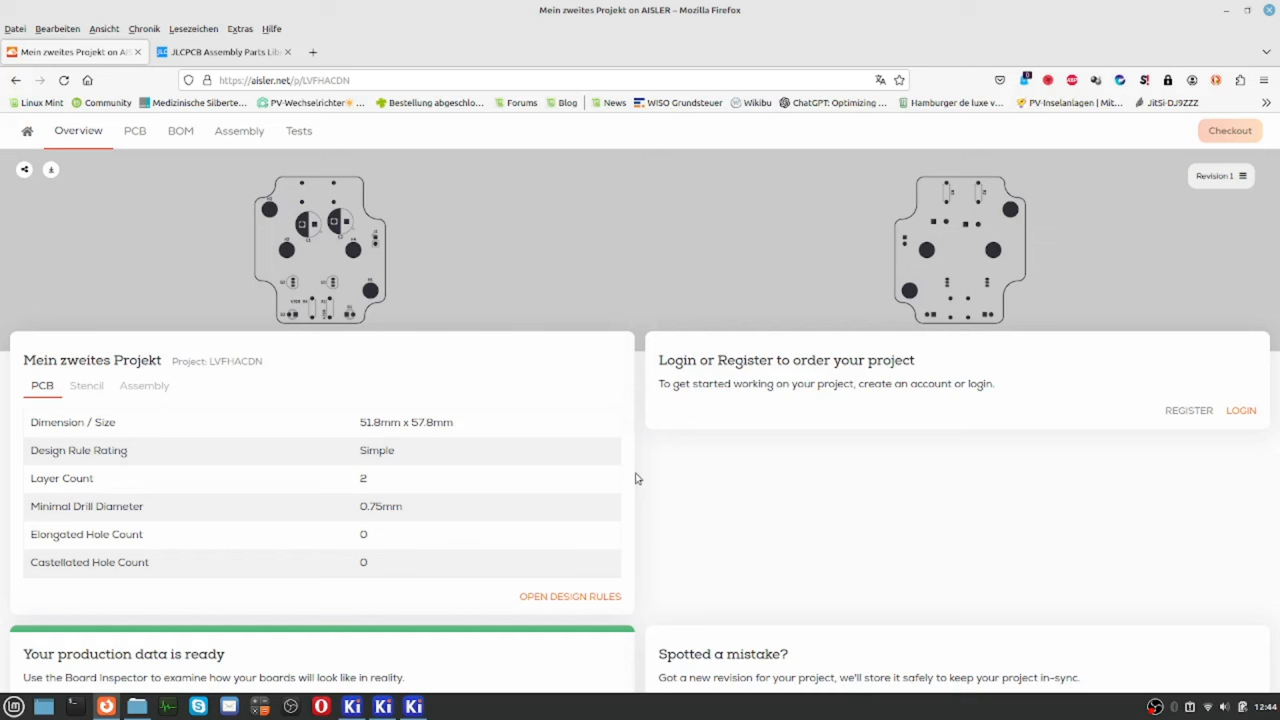 Mein zweites Projekt on AISLER – Mozilla Firefox
Datei Bearbeiten Ansicht Chronik Lesezeichen Extras Hilfe
Mein zweites Projekt on AIS
JLCPCB Assembly Parts Lib
https://aisler.net/p/LVFHACDN
Linux Mint Community Medizinische Silberte... PV-Wechselrichter ... Bestellung abgeschlo... Forums Blog News WISO Grundsteuer Wikibu ChatGPT: Optimizing ... Hamburger de luxe v... PV-Inselanlagen | Mit... JitSi-DJ9ZZZ
Overview PCB BOM Assembly Tests Checkout
Revision 1
Mein zweites Projekt Project: LVFHACDN
PCB Stencil Assembly
Dimension / Size 51.8mm x 57.8mm
Design Rule Rating Simple
Layer Count 2
Minimal Drill Diameter 0.75mm
Elongated Hole Count 0
Castellated Hole Count 0
OPEN DESIGN RULES
Login or Register to order your project
To get started working on your project, create an account or login.
REGISTER LOGIN
Your production data is ready
Use the Board Inspector to examine how your boards will look like in reality.
Spotted a mistake?
Got a new revision for your project, we'll store it safely to keep your project in-sync.
Ki Ki Ki
12:44